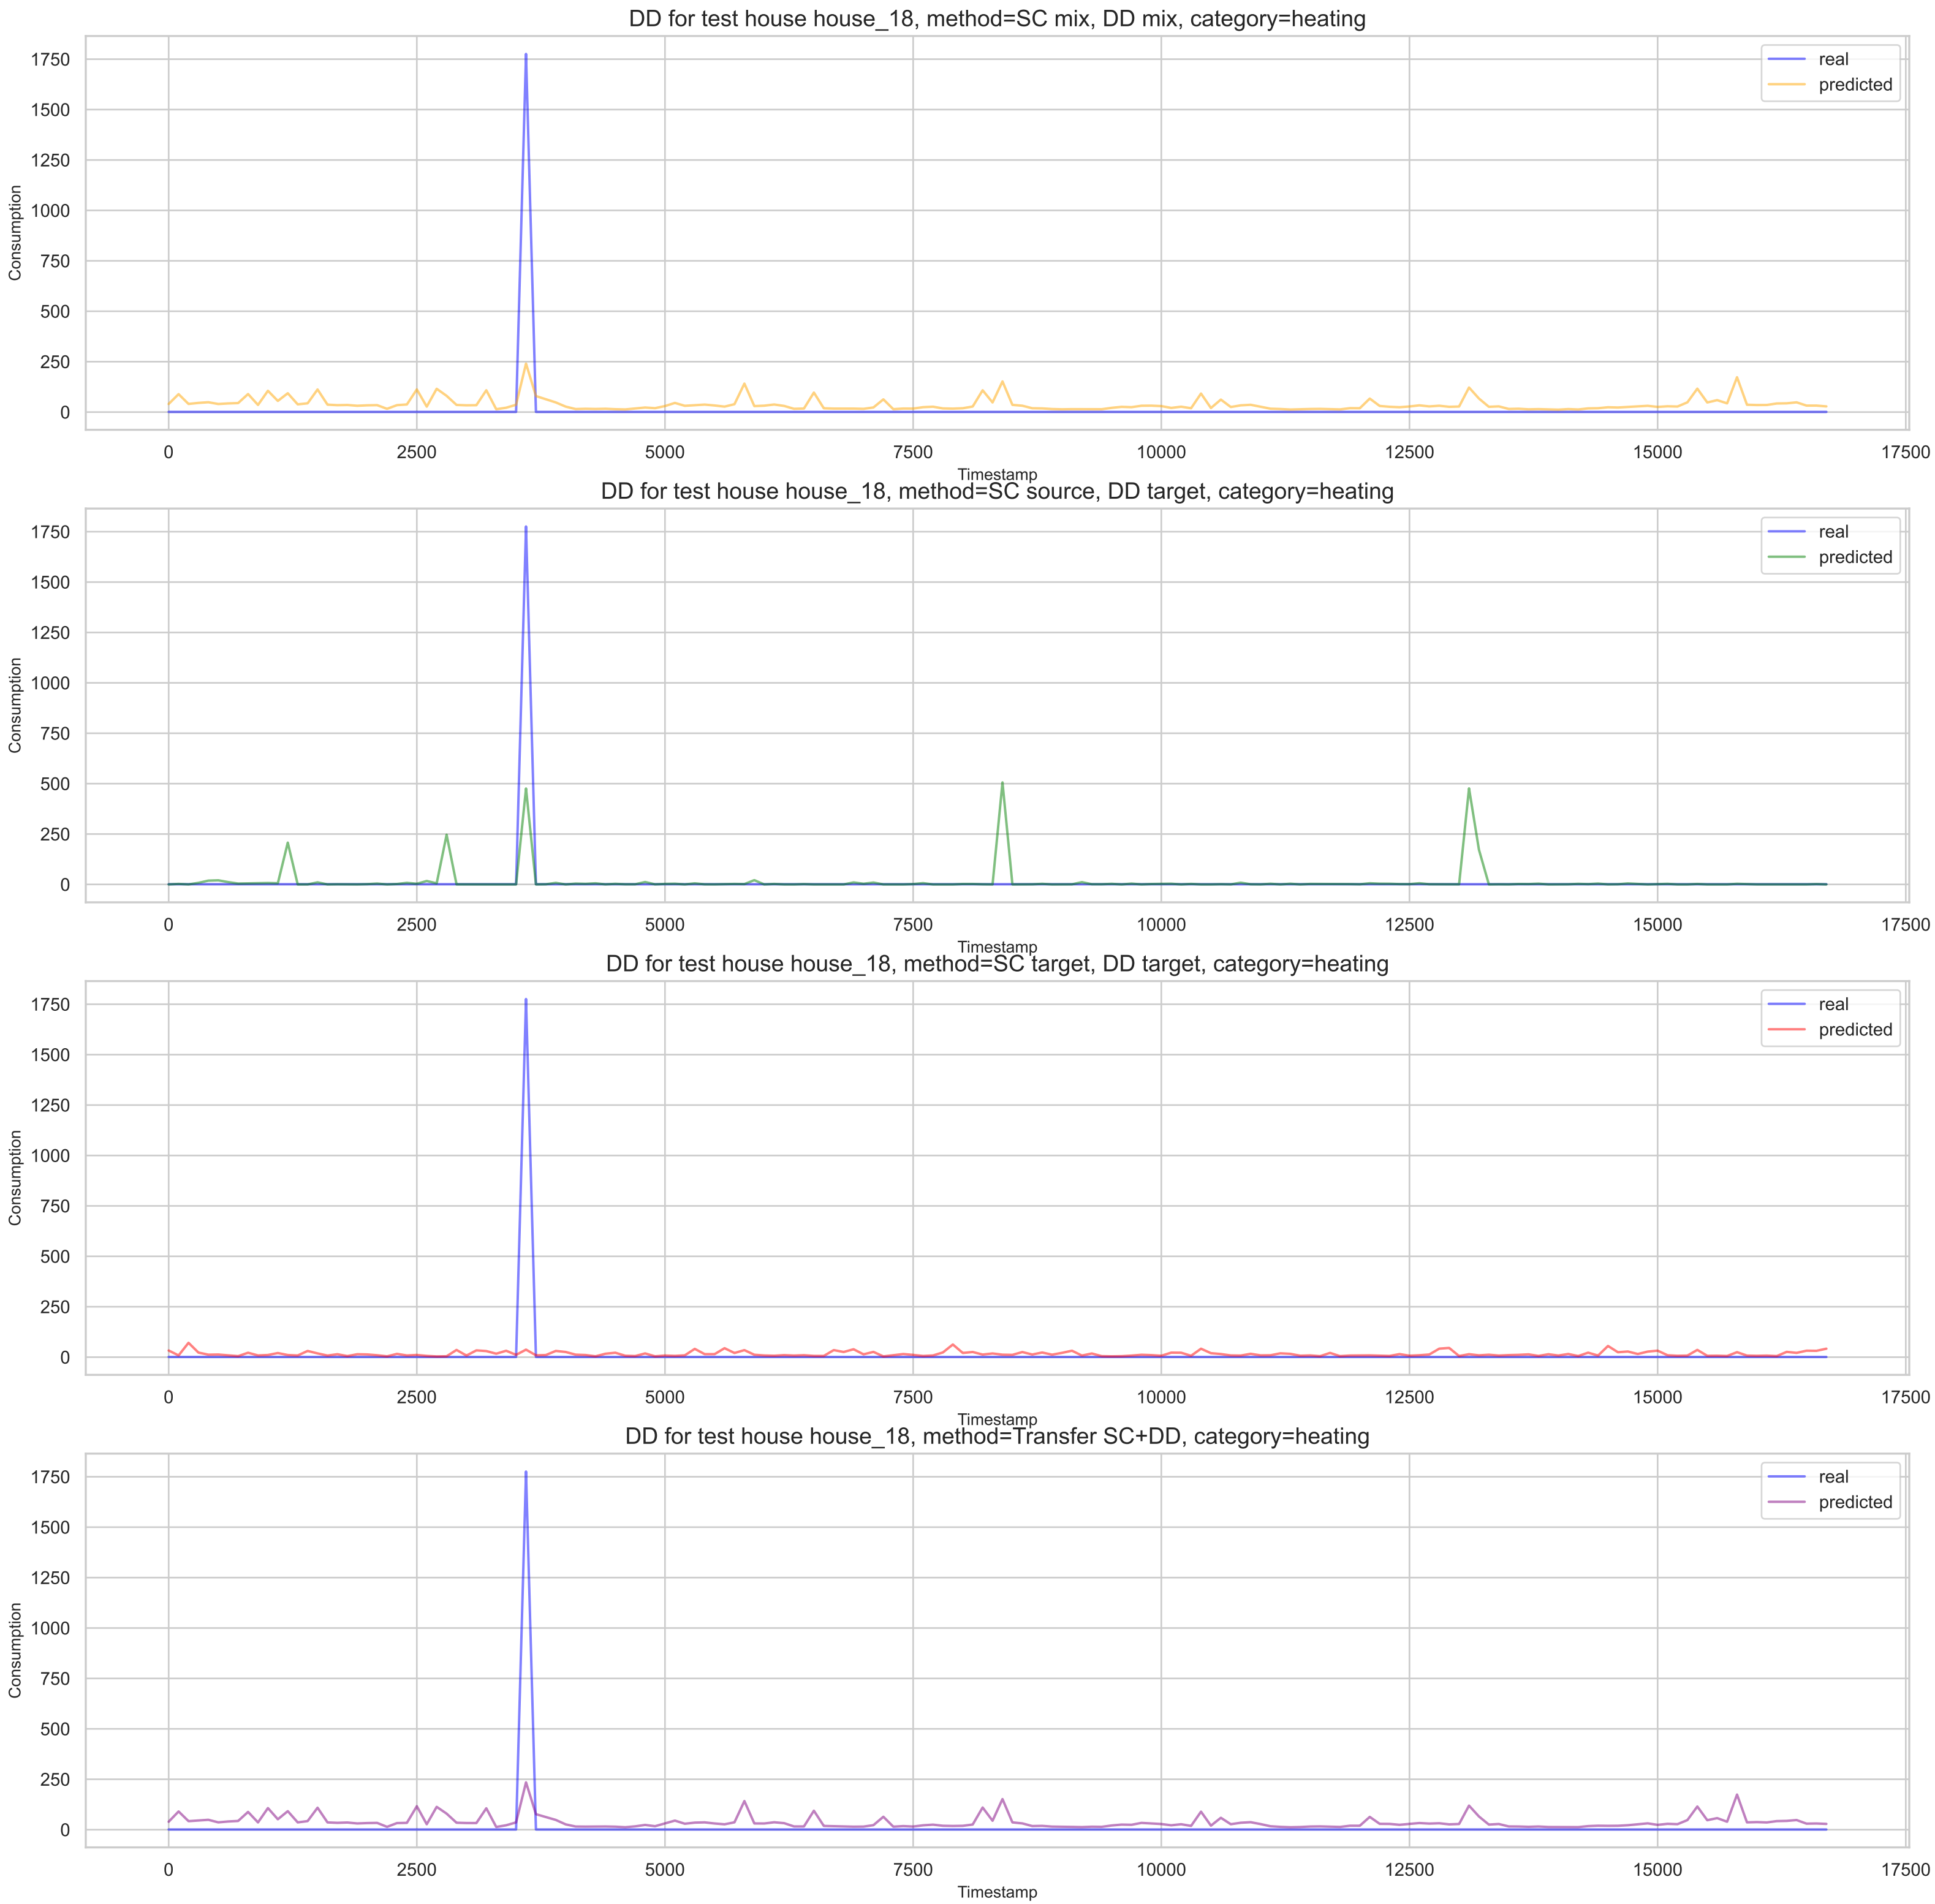 DD for test house house_18, method=SC mix, DD mix, category=heating
real
predicted
1750
1500
1250
1000
750
500
250
0
Consumption
0 2500 5000 7500 10000 12500 15000 17500
Timestamp
DD for test house house_18, method=SC source, DD target, category=heating
real
predicted
1750
1500
1250
1000
750
500
250
0
Consumption
0 2500 5000 7500 10000 12500 15000 17500
Timestamp
DD for test house house_18, method=SC target, DD target, category=heating
real
predicted
1750
1500
1250
1000
750
500
250
0
Consumption
0 2500 5000 7500 10000 12500 15000 17500
Timestamp
DD for test house house_18, method=Transfer SC+DD, category=heating
real
predicted
1750
1500
1250
1000
750
500
250
0
Consumption
0 2500 5000 7500 10000 12500 15000 17500
Timestamp